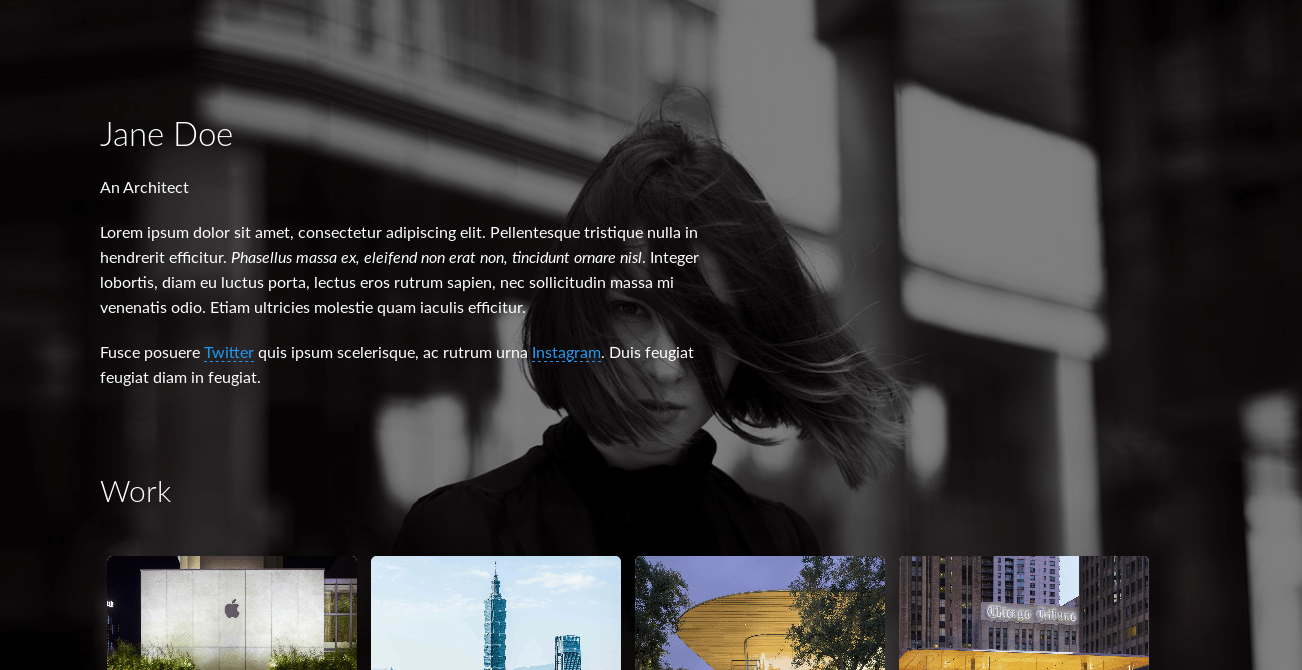 Jane Doe
An Architect
Lorem ipsum dolor sit amet, consectetur adipiscing elit. Pellentesque tristique nulla in
hendrerit efficitur. Phasellus massa ex, eleifend non erat non, tincidunt ornare nisl. Integer
lobortis, diam eu luctus porta, lectus eros rutrum sapien, nec sollicitudin massa mi
venenatis odio. Etiam ultricies molestie quam iaculis efficitur.
Fusce posuere Twitter quis ipsum scelerisque, ac rutrum urna Instagram. Duis feugiat
feugiat diam in feugiat.
Work
Chicago Tribune